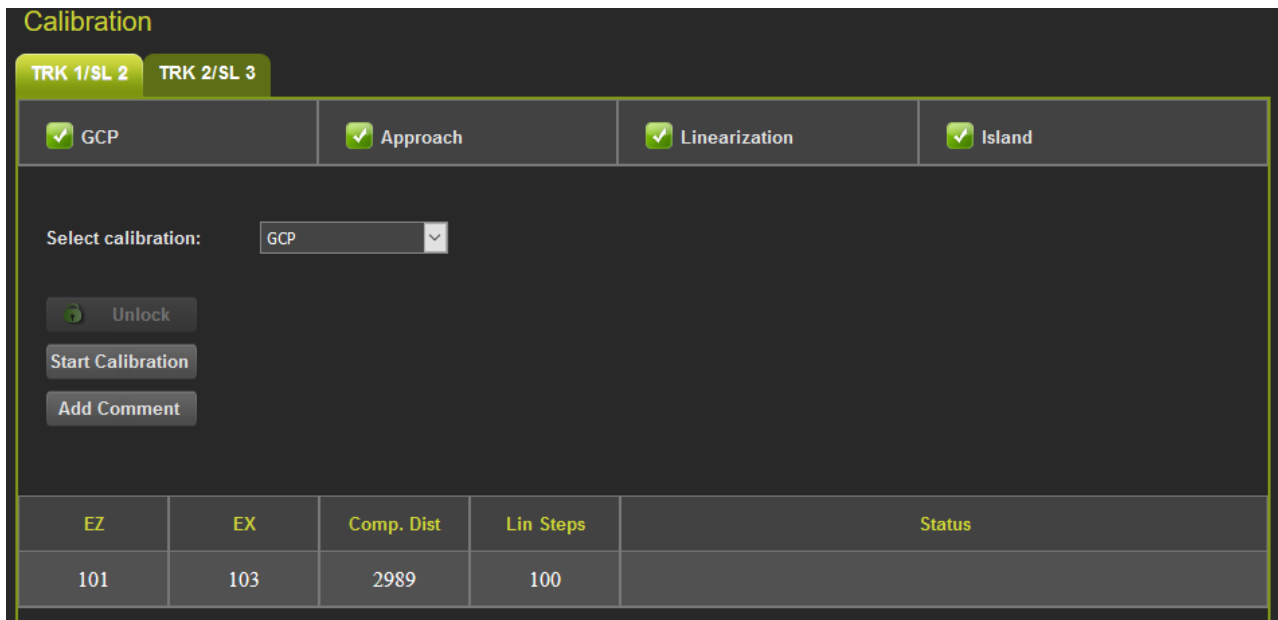 Calibration
TRK 1/SL 2 TRK 2/SL 3
GCP Approach Linearization Island
Select calibration: GCP
Unlock
Start Calibration
Add Comment
EZ EX Comp. Dist Lin Steps Status
101 103 2989 100